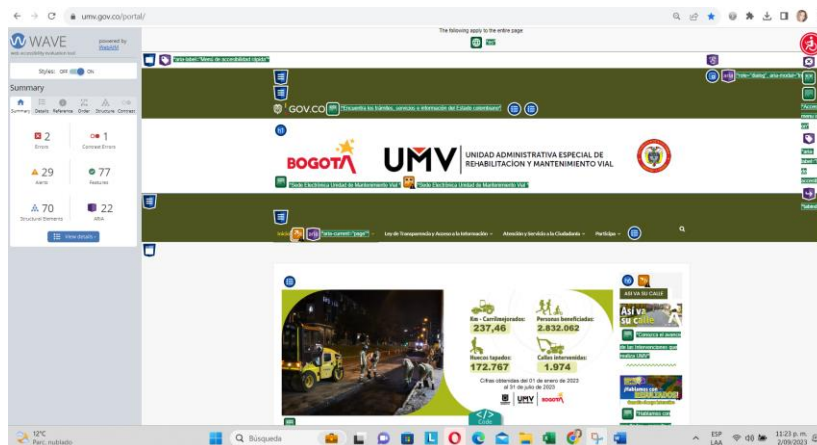 umv.gov.co/portal/
WAVE
powered by
WebAIM
web accessibility evaluation tool
Styles: OFF ON
Summary
Summary Details Reference Order Structure Contrast
2
Errors
1
Contrast Errors
29
Alerts
77
Features
70
Structural Elements
22
ARIA
View details
The following apply to the entire page
"aria-label="Menú de accesibilidad rápida""
GOV.CO
"Encuentra los trámites, servicios e información del Estado colombiano"
h1
BOGOTÁ
UMV
UNIDAD ADMINISTRATIVA ESPECIAL DE
REHABILITACIÓN Y MANTENIMIENTO VIAL
"Sede Electrónica Unidad de Mantenimiento Vial" "Sede Electrónica Unidad de Mantenimiento Vial"
Inicio aria "aria-current="page"" Ley de Transparencia y Acceso a la Información Atención y Servicio a la Ciudadanía Participa
ASI VA SU CALLE
Así va
su calle
"Conozca el avance
de las intervenciones que
realiza UMV"
Km - Carril mejorados:
237,46
Personas beneficiadas:
2.832.062
Huecos tapados:
172.767
Calles intervenidas:
1.974
Cifras obtenidas del 01 de enero de 2023
al 31 de julio de 2023
UMV BOGOTÁ
¡Hablamos con
RESULTADOS!
"Hablamos con
</>
Code
12°C
Parc. nublado
Búsqueda
ESP
LAA
11:23 p. m.
2/09/2023